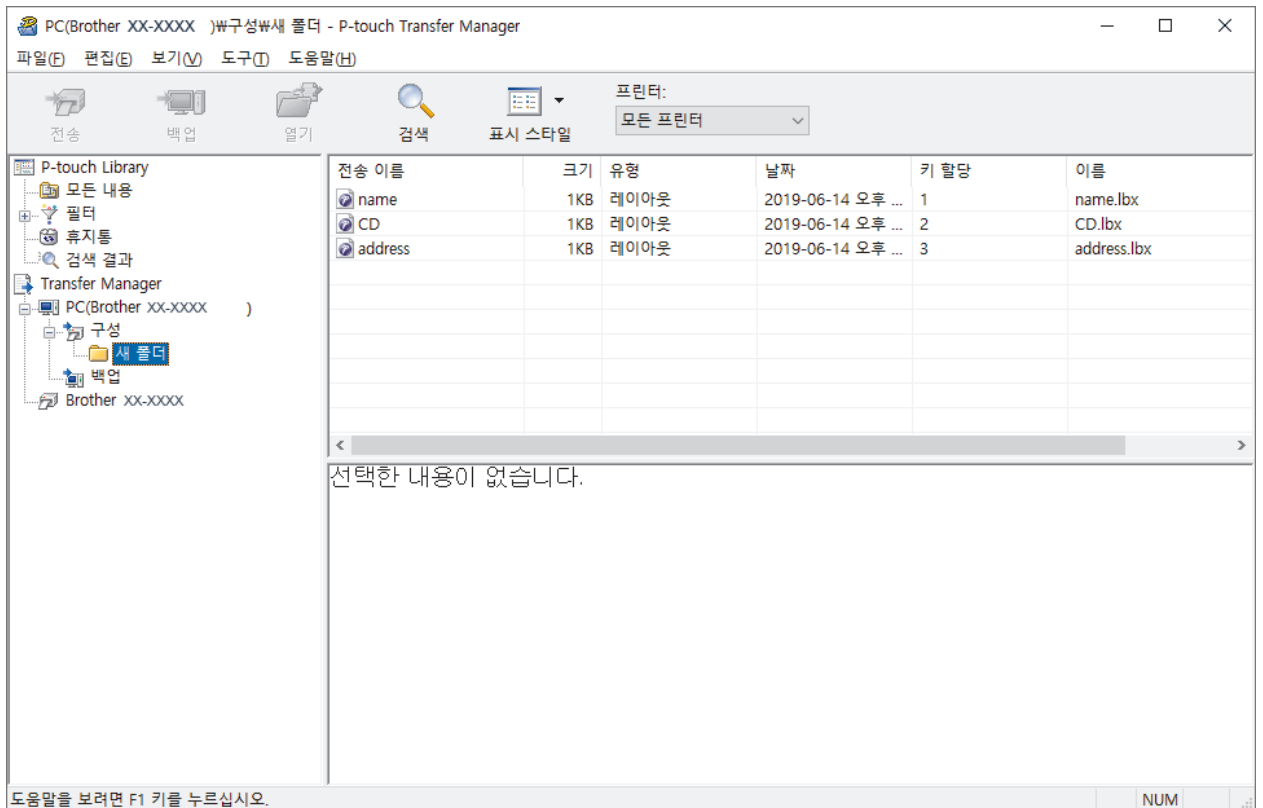 PC(Brother XX-XXXX )₩구성₩새 폴더 - P-touch Transfer Manager
파일(F) 편집(E) 보기(V) 도구(T) 도움말(H)
전송 백업 열기 검색 표시 스타일
프린터:
모든 프린터
P-touch Library
모든 내용
필터
휴지통
검색 결과
Transfer Manager
PC(Brother XX-XXXX )
구성
새 폴더
백업
Brother XX-XXXX
전송 이름 크기 유형 날짜 키 할당 이름
name 1KB 레이아웃 2019-06-14 오후 ... 1 name.lbx
CD 1KB 레이아웃 2019-06-14 오후 ... 2 CD.lbx
address 1KB 레이아웃 2019-06-14 오후 ... 3 address.lbx
선택한 내용이 없습니다.
도움말을 보려면 F1 키를 누르십시오. NUM